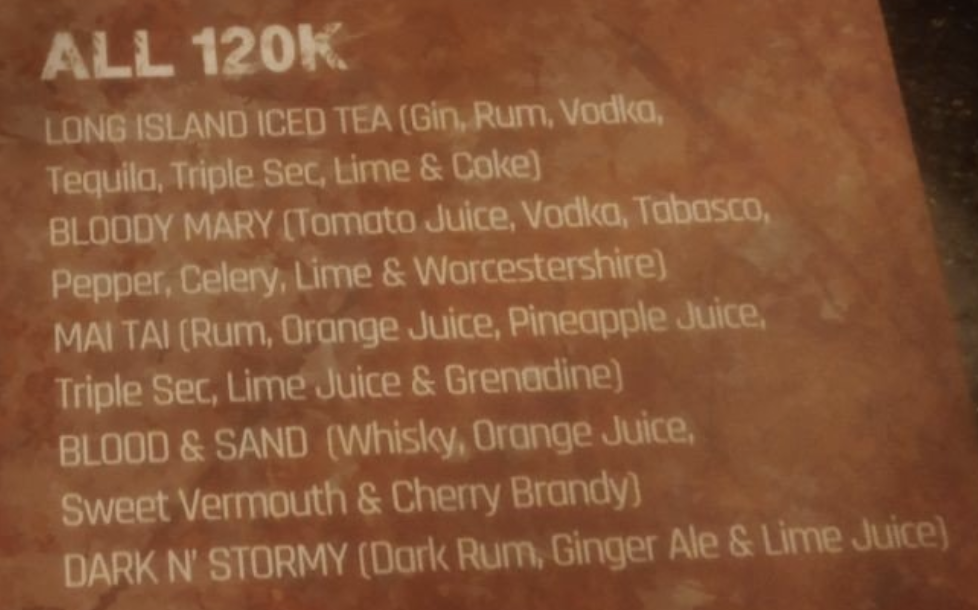 ALL 120K
LONG ISLAND ICED TEA (Gin, Rum, Vodka,
Tequila, Triple Sec, Lime & Coke)
BLOODY MARY (Tomato Juice, Vodka, Tabasco,
Pepper, Celery, Lime & Worcestershire)
MAI TAI (Rum, Orange Juice, Pineapple Juice,
Triple Sec, Lime Juice & Grenadine)
BLOOD & SAND (Whisky, Orange Juice,
Sweet Vermouth & Cherry Brandy)
DARK N' STORMY (Dark Rum, Ginger Ale & Lime Juice)